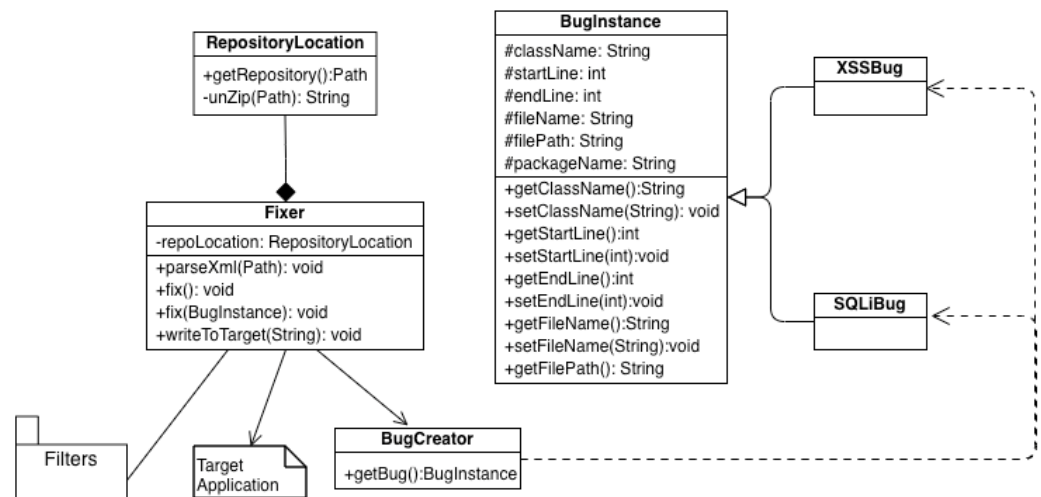 RepositoryLocation
+getRepository():Path
-unZip(Path): String
Fixer
-repoLocation: RepositoryLocation
+parseXml(Path): void
+fix(): void
+fix(BugInstance): void
+writeToTarget(String): void
BugInstance
#className: String
#startLine: int
#endLine: int
#fileName: String
#filePath: String
#packageName: String
+getClassName():String
+setClassName(String): void
+getStartLine():int
+setStartLine(int):void
+getEndLine():int
+setEndLine(int):void
+getFileName():String
+setFileName(String):void
+getFilePath(): String
XSSBug
SQLiBug
Filters
Target
Application
BugCreator
+getBug():BugInstance